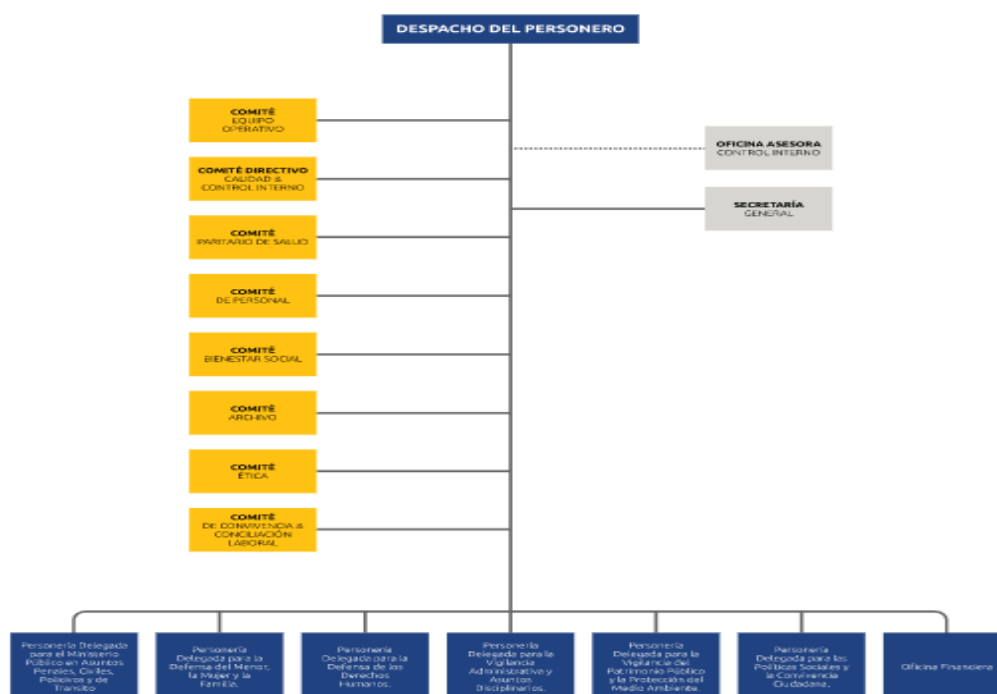 DESPACHO DEL PERSONERO
COMITÉ
EQUIPO
OPERATIVO
OFICINA ASESORA
CONTROL INTERNO
COMITÉ DIRECTIVO
CALIDAD &
CONTROL INTERNO
SECRETARÍA
GENERAL
COMITÉ
PARITARIO DE SALUD
COMITÉ
DE PERSONAL
COMITÉ
BIENESTAR SOCIAL
COMITÉ
ARCHIVO
COMITÉ
ÉTICA
COMITÉ
DE CONVIVENCIA &
CONCILIACIÓN
LABORAL
Personería Delegada
para el Ministerio
Público en Asuntos
Penales, Civiles,
Policivos y de
Transito
Personería
Delegada para la
Defensa del Menor,
la Mujer y la
Familia.
Personería
Delegada para la
Defensa de los
Derechos
Humanos.
Personería
Delegada para la
Vigilancia
Administrativa y
Asuntos
Disciplinarios.
Personería
Delegada para la
Vigilancia del
Patrimonio Público
y la Protección del
Medio Ambiente.
Personería
Delegada para las
Políticas Sociales y
la Convivencia
Ciudadana.
Oficina Financiera